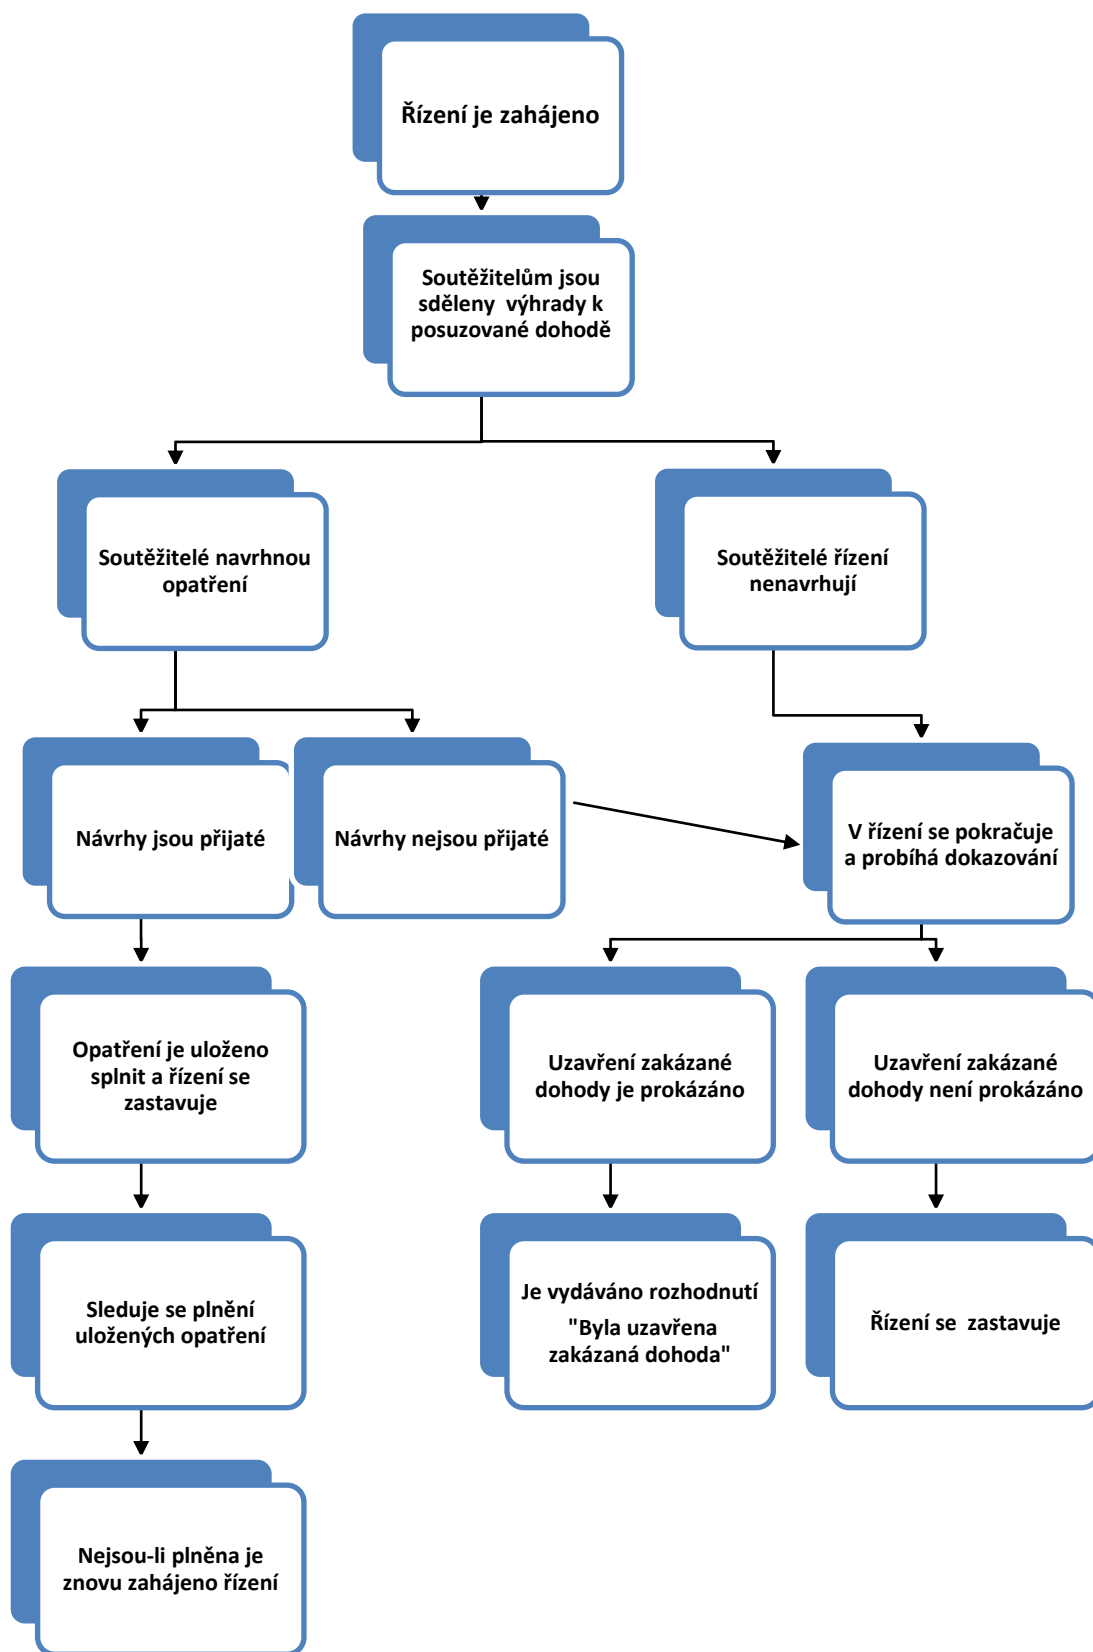 Řízení je zahájeno
Soutěžitelům jsou
sděleny výhrady k
posuzované dohodě
Soutěžitelé navrhnou
opatření
Soutěžitelé řízení
nenavrhují
Návrhy jsou přijaté
Návrhy nejsou přijaté
V řízení se pokračuje
a probíhá dokazování
Opatření je uloženo
splnit a řízení se
zastavuje
Uzavření zakázané
dohody je prokázáno
Uzavření zakázané
dohody není prokázáno
Sleduje se plnění
uložených opatření
Je vydáváno rozhodnutí
"Byla uzavřena
zakázaná dohoda"
Řízení se zastavuje
Nejsou-li plněna je
znovu zahájeno řízení